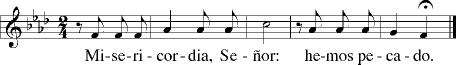 Mi-se-ri - cor-dia, Se - ñor: he-mos pe - ca - do.